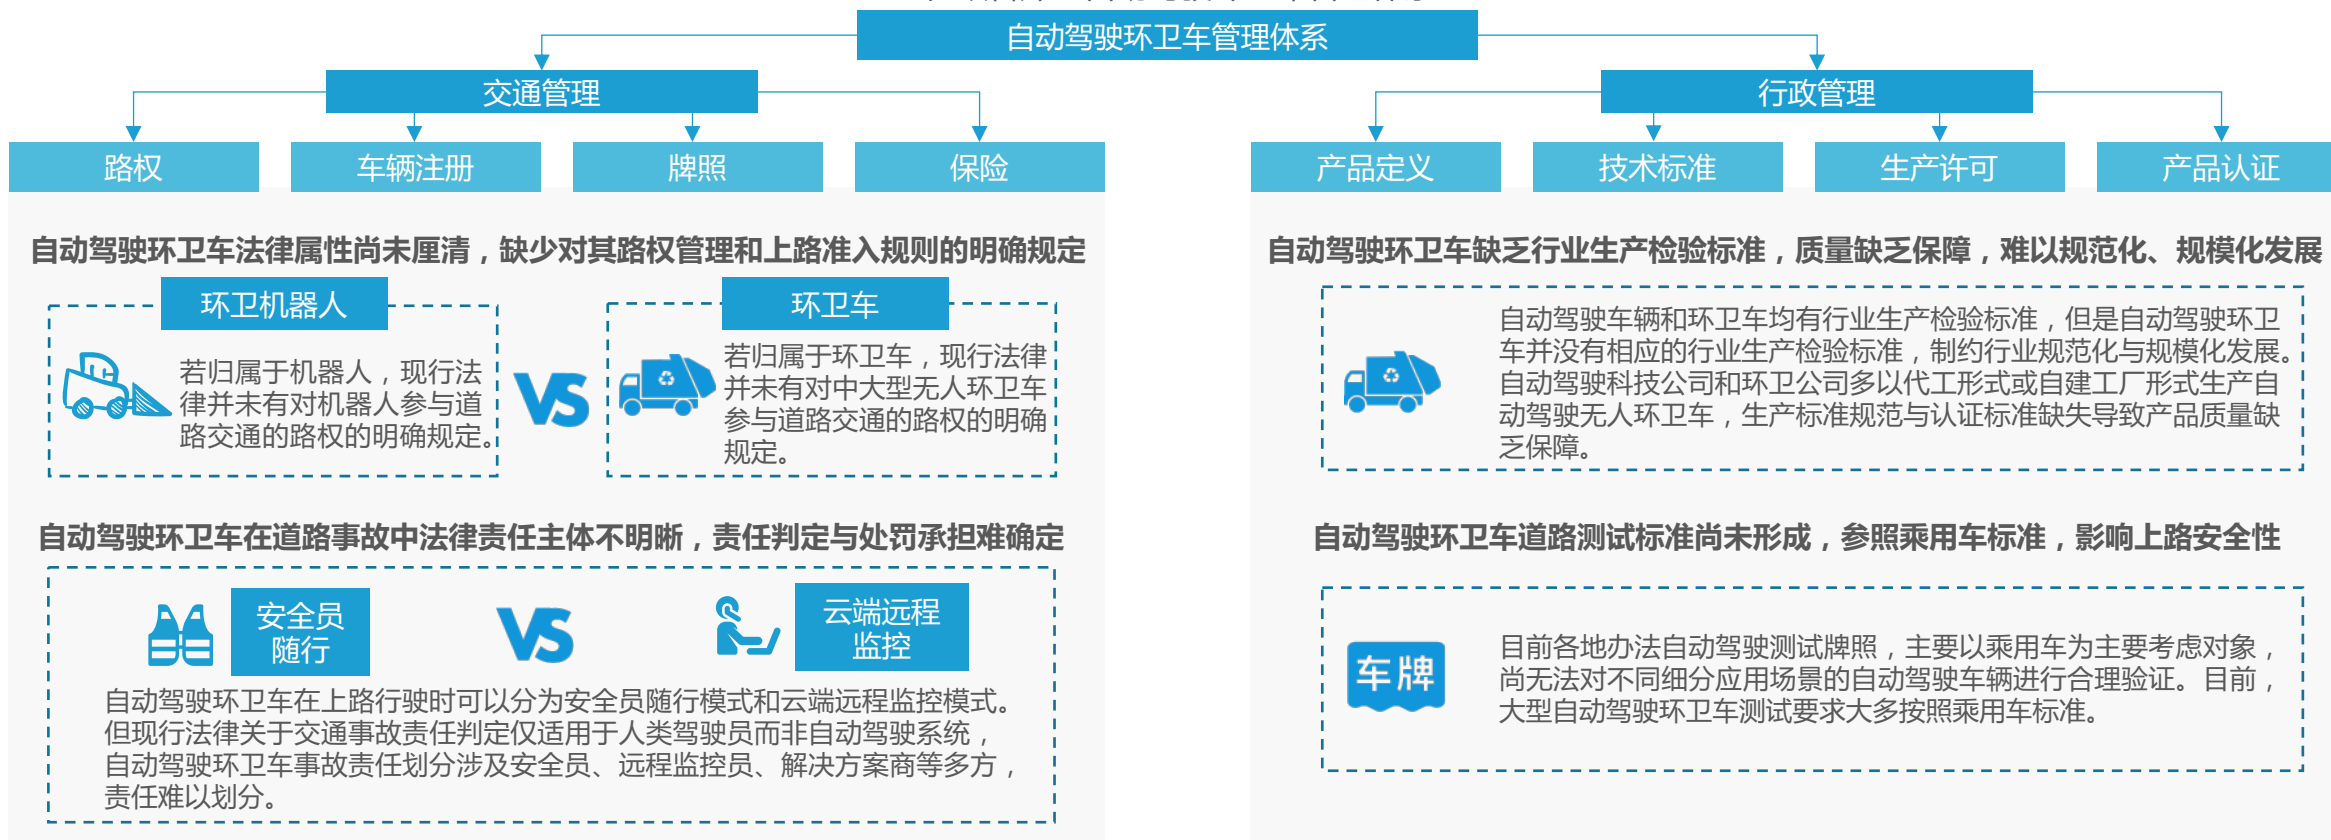 自动驾驶环卫车管理体系
交通管理
行政管理
路权
车辆注册
牌照
保险
产品定义
技术标准
生产许可
产品认证
自动驾驶环卫车法律属性尚未厘清，缺少对其路权管理和上路准入规则的明确规定
环卫机器人
若归属于机器人，现行法
律并未有对机器人参与道
路交通的路权的明确规定。
VS
环卫车
若归属于环卫车，现行法律
并未有对中大型无人环卫车
参与道路交通的路权的明确
规定。
自动驾驶环卫车在道路事故中法律责任主体不明晰，责任判定与处罚承担难确定
安全员
随行
VS
云端远程
监控
自动驾驶环卫车在上路行驶时可以分为安全员随行模式和云端远程监控模式。
但现行法律关于交通事故责任判定仅适用于人类驾驶员而非自动驾驶系统，
自动驾驶环卫车事故责任划分涉及安全员、远程监控员、解决方案商等多方，
责任难以划分。
自动驾驶环卫车缺乏行业生产检验标准，质量缺乏保障，难以规范化、规模化发展
自动驾驶车辆和环卫车均有行业生产检验标准，但是自动驾驶环卫
车并没有相应的行业生产检验标准，制约行业规范化与规模化发展。
自动驾驶科技公司和环卫公司多以代工形式或自建工厂形式生产自
动驾驶无人环卫车，生产标准规范与认证标准缺失导致产品质量缺
乏保障。
自动驾驶环卫车道路测试标准尚未形成，参照乘用车标准，影响上路安全性
车牌
目前各地办法自动驾驶测试牌照，主要以乘用车为主要考虑对象，
尚无法对不同细分应用场景的自动驾驶车辆进行合理验证。目前，
大型自动驾驶环卫车测试要求大多按照乘用车标准。